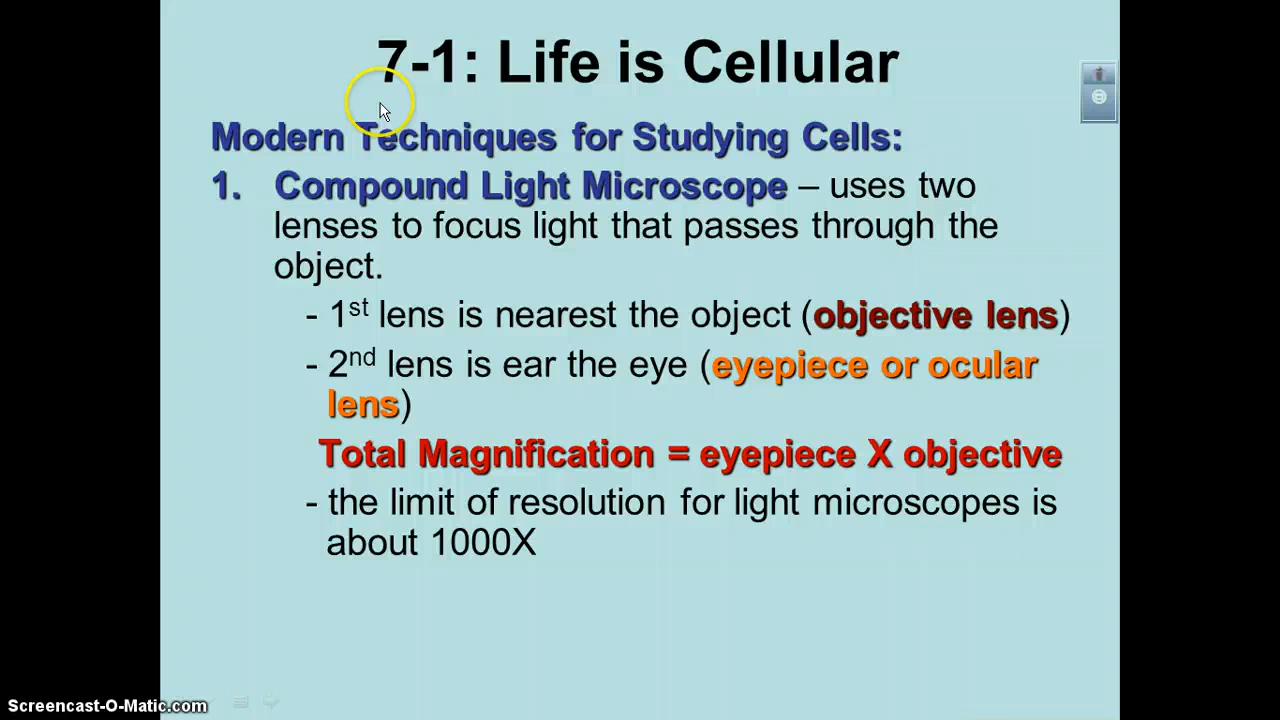 7-1: Life is Cellular
Modern Techniques for Studying Cells:
1. Compound Light Microscope – uses two
lenses to focus light that passes through the
object.
- 1st lens is nearest the object (objective lens)
- 2nd lens is ear the eye (eyepiece or ocular
lens)
Total Magnification = eyepiece X objective
- the limit of resolution for light microscopes is
about 1000X
Screencast-O-Matic.com